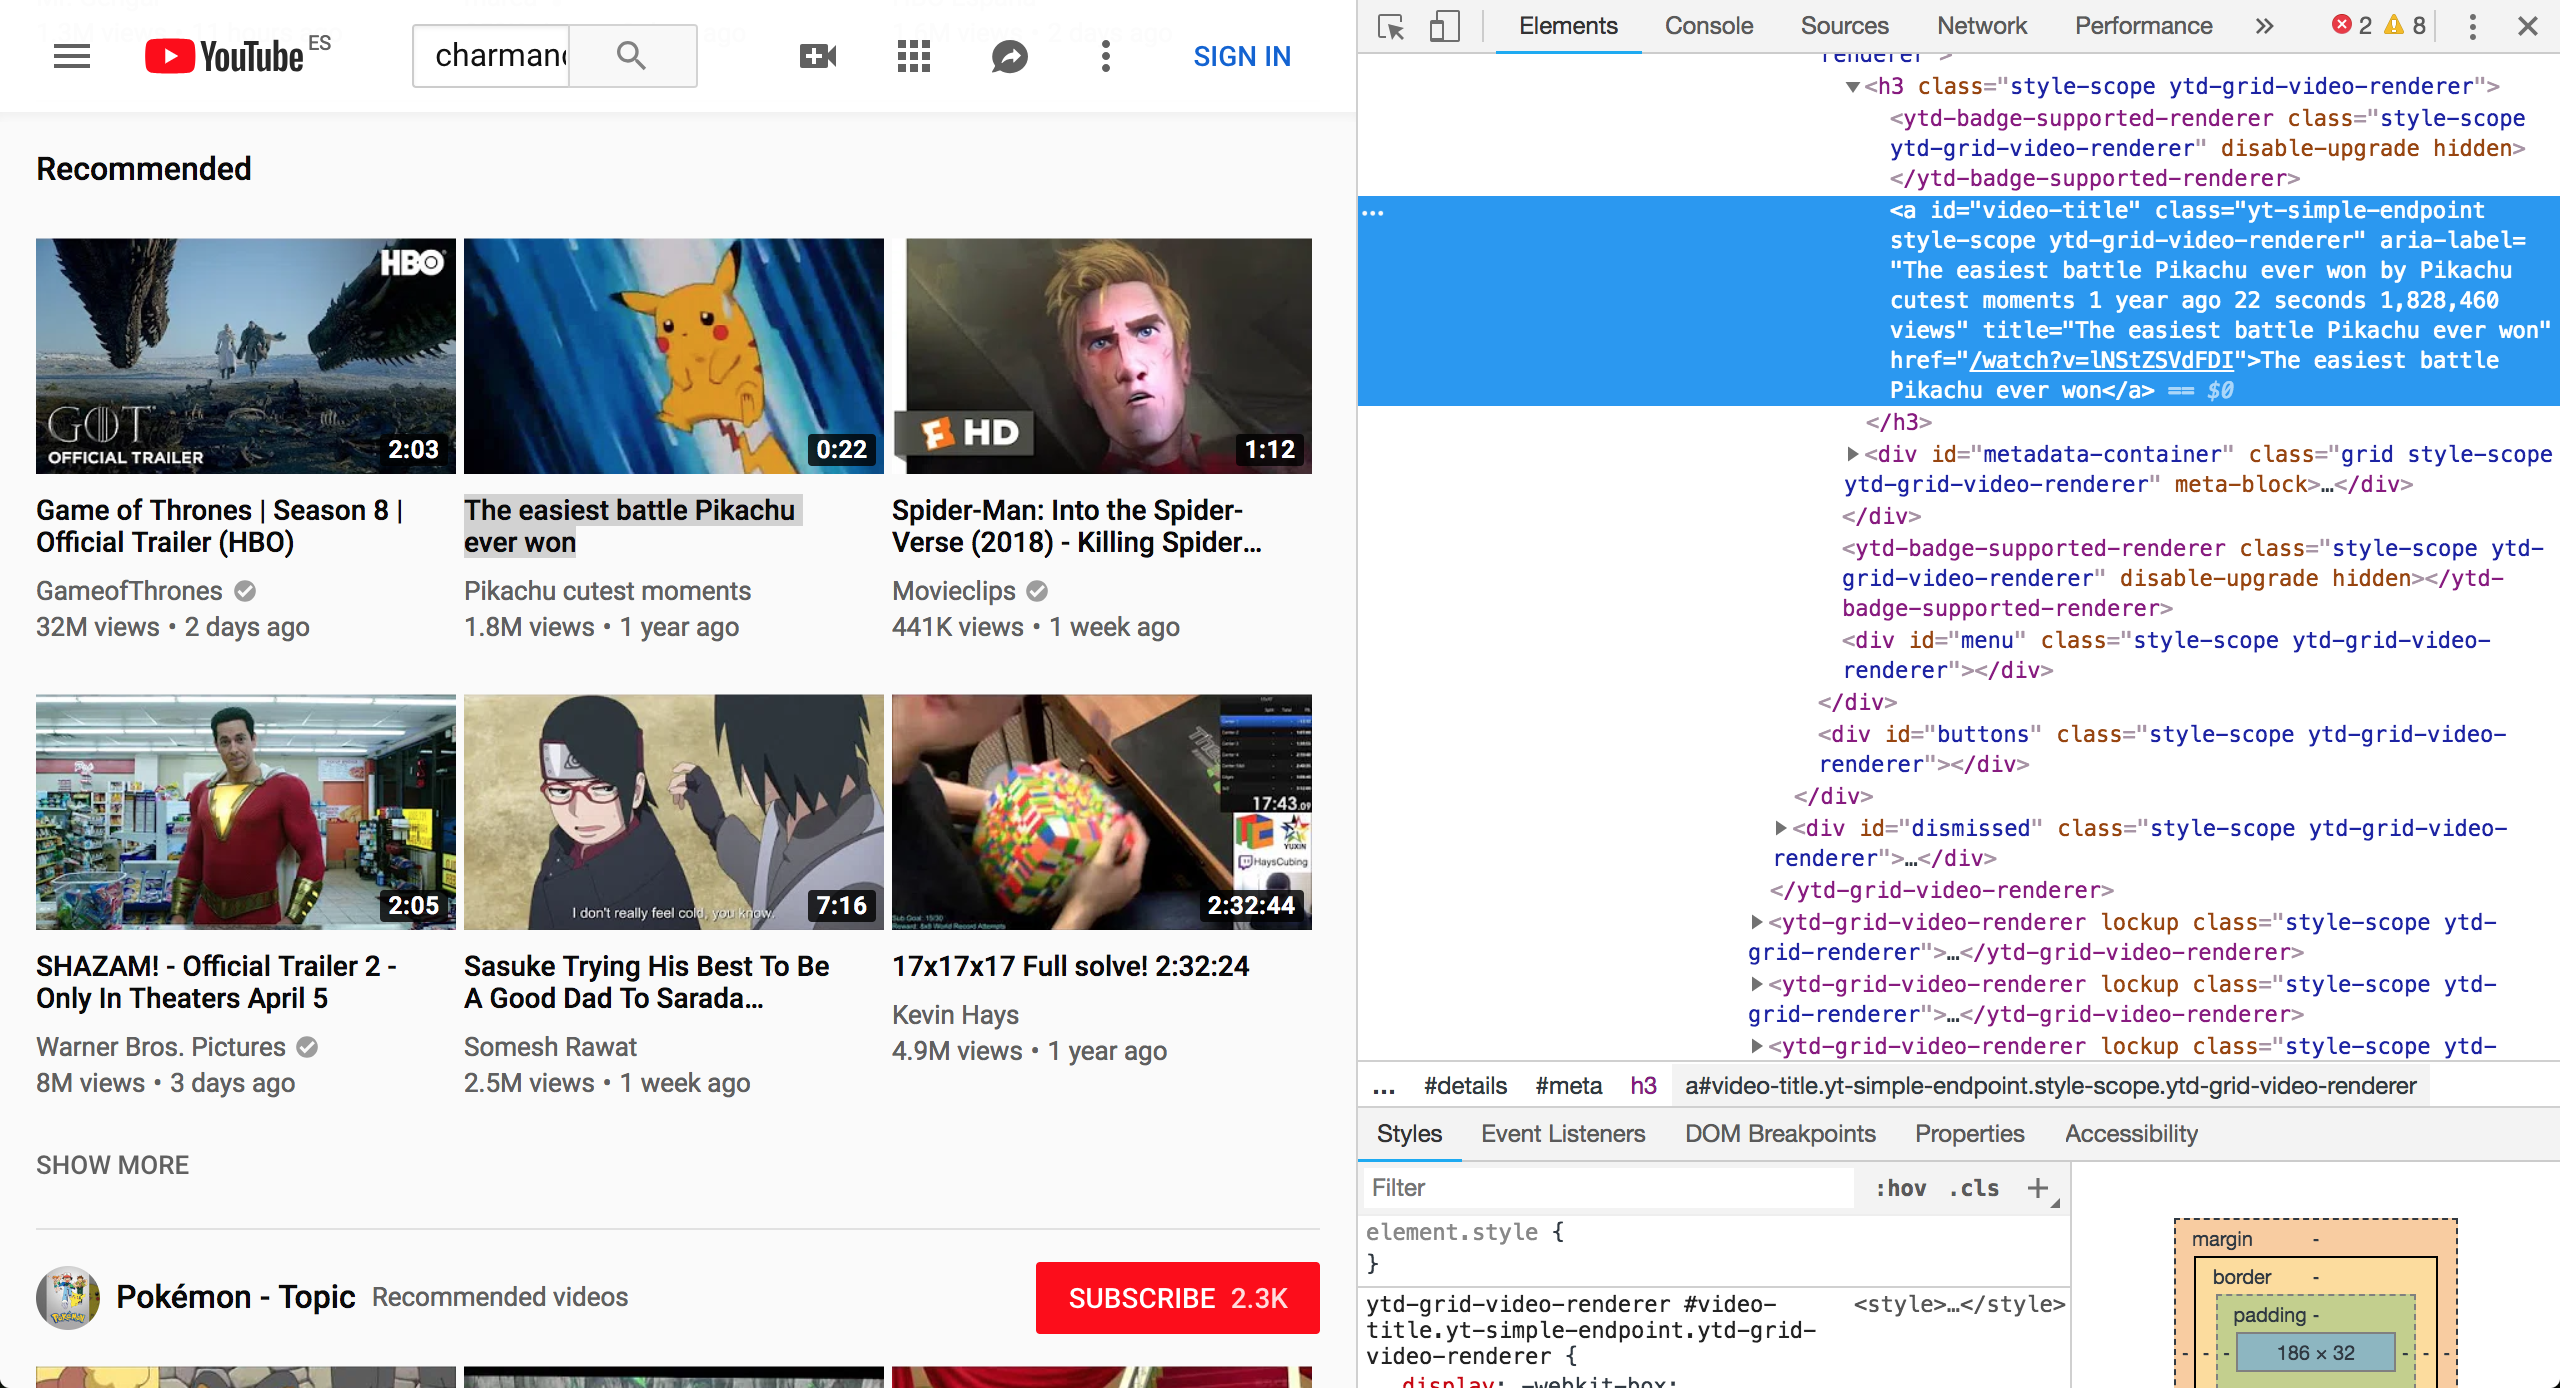 YouTube ES
charman
SIGN IN
Recommended
HBO
GOT
OFFICIAL TRAILER
2:03
0:22
HD
1:12
Game of Thrones | Season 8 |
Official Trailer (HBO)
GameofThrones
32M views • 2 days ago
The easiest battle Pikachu
ever won
Pikachu cutest moments
1.8M views • 1 year ago
Spider-Man: Into the Spider-
Verse (2018) - Killing Spider...
Movieclips
441K views • 1 week ago
2:05
I don't really feel cold, you know.
7:16
17:43.09
YUXIN
HaysCubing
2:32:44
SHAZAM! - Official Trailer 2 -
Only In Theaters April 5
Warner Bros. Pictures
8M views • 3 days ago
Sasuke Trying His Best To Be
A Good Dad To Sarada...
Somesh Rawat
2.5M views • 1 week ago
17x17x17 Full solve! 2:32:24
Kevin Hays
4.9M views • 1 year ago
SHOW MORE
Pokémon - Topic Recommended videos
SUBSCRIBE 2.3K
Elements Console Sources Network Performance » 2 8
renderer">
<h3 class="style-scope ytd-grid-video-renderer">
<ytd-badge-supported-renderer class="style-scope
ytd-grid-video-renderer" disable-upgrade hidden>
</ytd-badge-supported-renderer>
...
<a id="video-title" class="yt-simple-endpoint
style-scope ytd-grid-video-renderer" aria-label=
"The easiest battle Pikachu ever won by Pikachu
cutest moments 1 year ago 22 seconds 1,828,460
views" title="The easiest battle Pikachu ever won"
href="/watch?v=lNStZSVdFDI">The easiest battle
Pikachu ever won</a> == $0
</h3>
<div id="metadata-container" class="grid style-scope
ytd-grid-video-renderer" meta-block>…</div>
</div>
<ytd-badge-supported-renderer class="style-scope ytd-
grid-video-renderer" disable-upgrade hidden></ytd-
badge-supported-renderer>
<div id="menu" class="style-scope ytd-grid-video-
renderer"></div>
</div>
<div id="buttons" class="style-scope ytd-grid-video-
renderer"></div>
</div>
<div id="dismissed" class="style-scope ytd-grid-video-
renderer">…</div>
</ytd-grid-video-renderer>
<ytd-grid-video-renderer lockup class="style-scope ytd-
grid-renderer">…</ytd-grid-video-renderer>
<ytd-grid-video-renderer lockup class="style-scope ytd-
grid-renderer">…</ytd-grid-video-renderer>
<ytd-grid-video-renderer lockup class="style-scope ytd-
... #details #meta h3 a#video-title.yt-simple-endpoint.style-scope.ytd-grid-video-renderer
Styles Event Listeners DOM Breakpoints Properties Accessibility
Filter :hov .cls +
element.style {
}
ytd-grid-video-renderer #video- <style>…</style>
title.yt-simple-endpoint.ytd-grid-
video-renderer {
display: -webkit-box;
margin -
border -
padding -
- - - 186 × 32 - - -